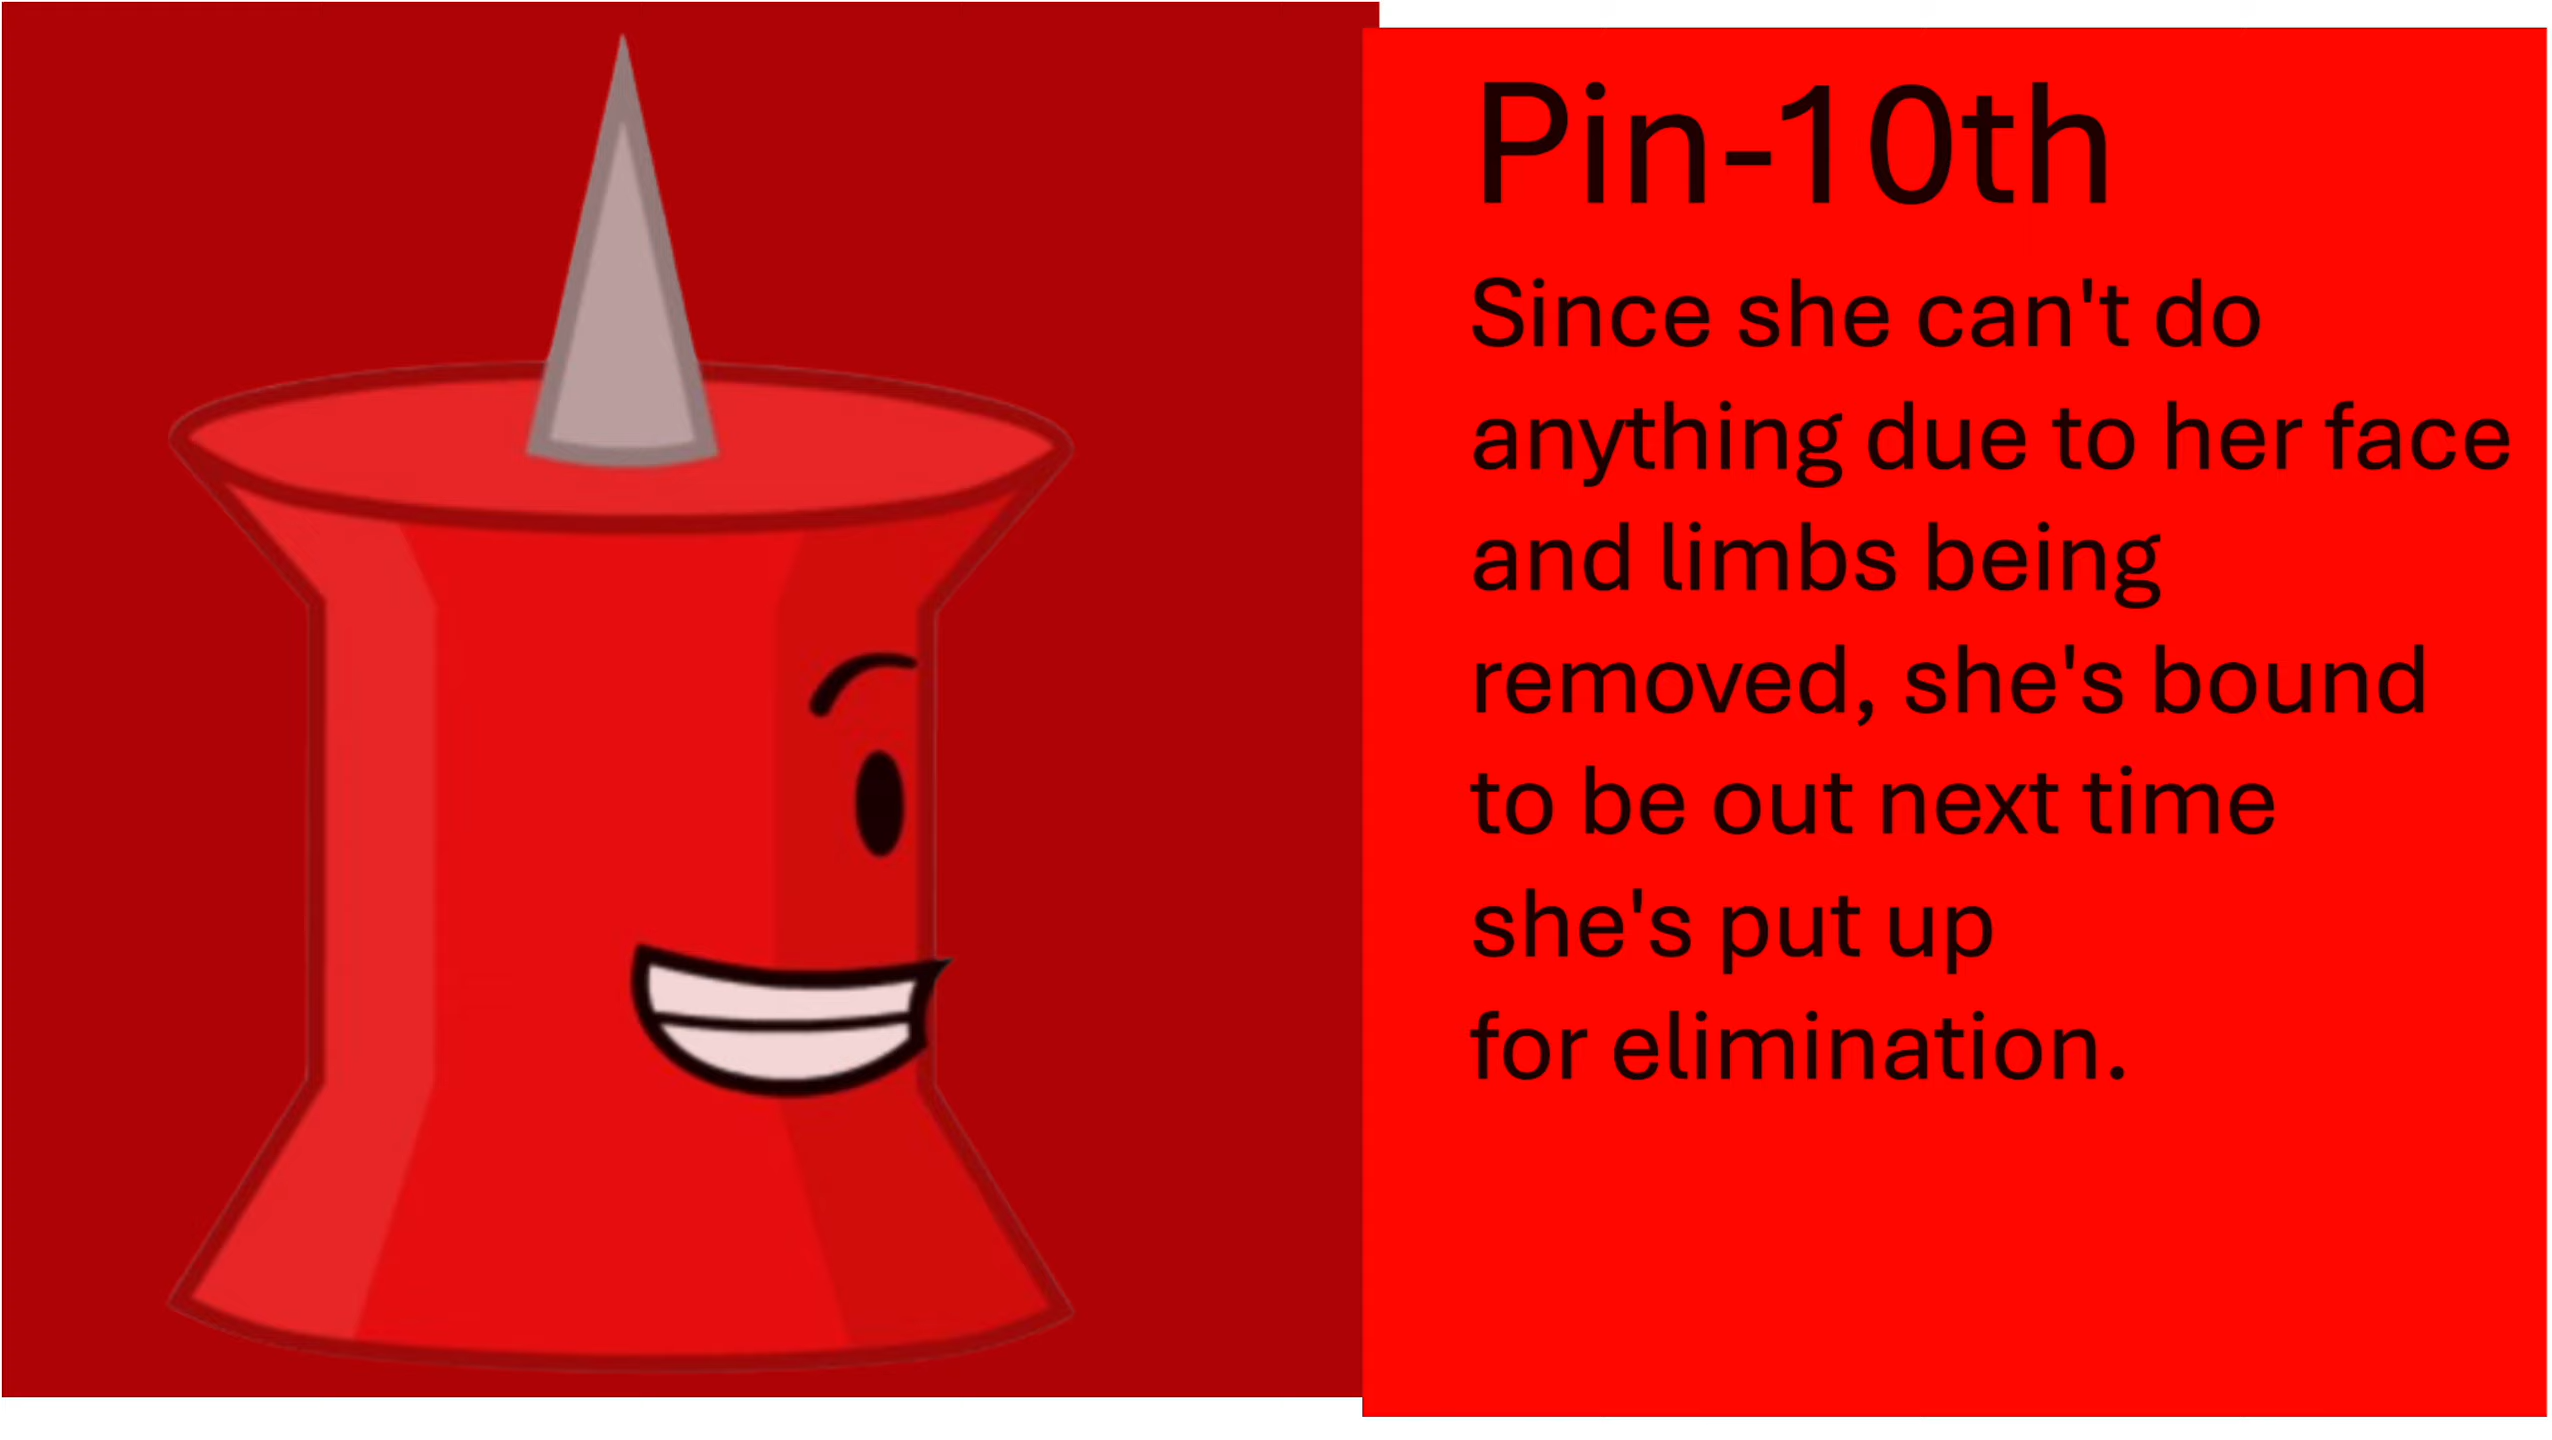 Pin-10th
Since she can't do
anything due to her face
and limbs being
removed, she's bound
to be out next time
she's put up
for elimination.